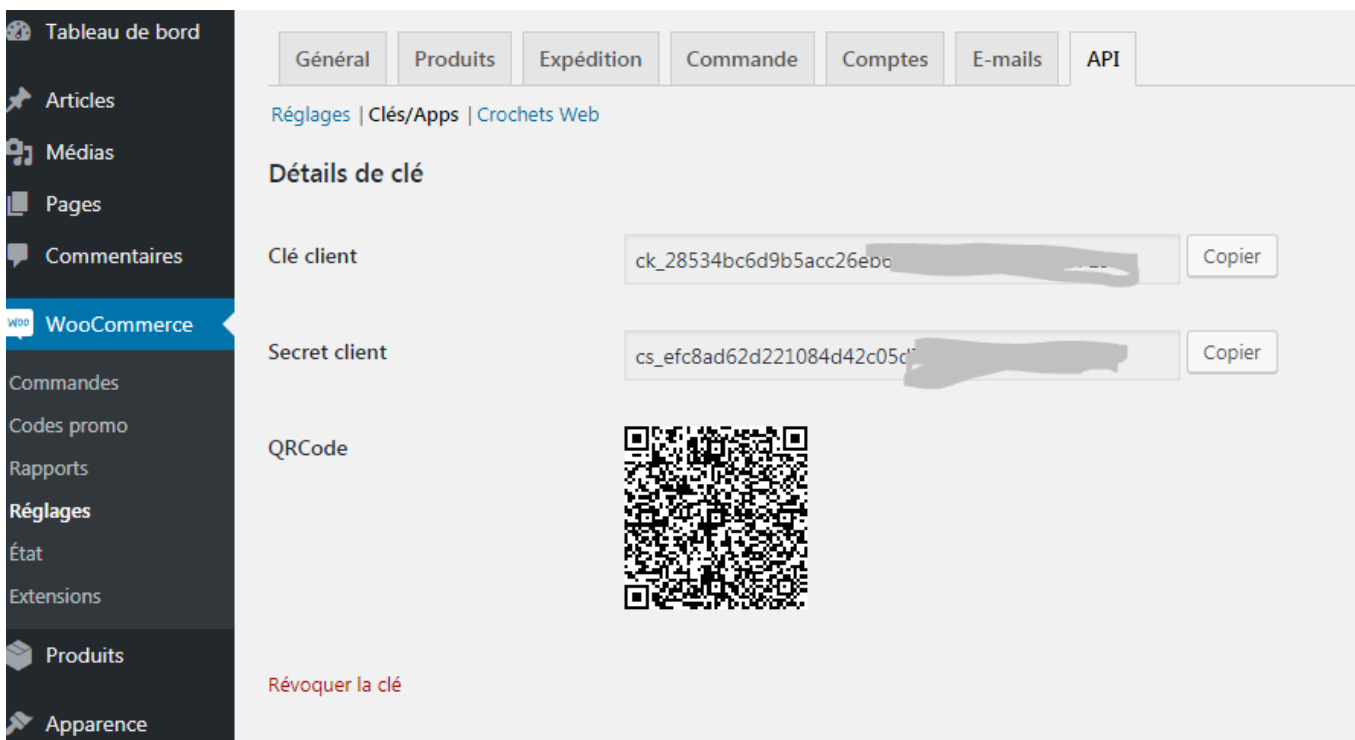 Tableau de bord
Articles
Médias
Pages
Commentaires
WooCommerce
Commandes
Codes promo
Rapports
Réglages
État
Extensions
Produits
Apparence
Général Produits Expédition Commande Comptes E-mails API
Réglages | Clés/Apps | Crochets Web
Détails de clé
Clé client ck_28534bc6d9b5acc26eb6 Copier
Secret client cs_efc8ad62d221084d42c05d Copier
QRCode
Révoquer la clé